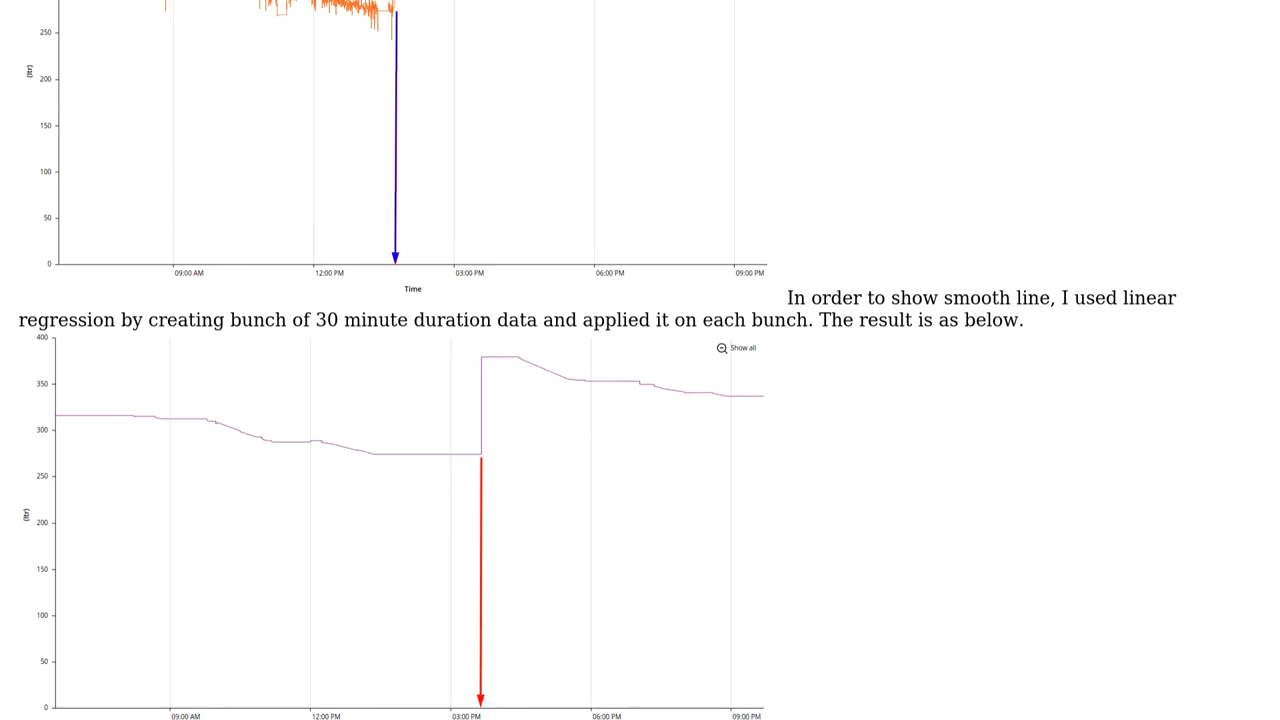 250
(ltr)
200
150
100
50
0
09:00 AM 12:00 PM 03:00 PM 06:00 PM 09:00 PM
Time
In order to show smooth line, I used linear
regression by creating bunch of 30 minute duration data and applied it on each bunch. The result is as below.
400
Show all
350
300
250
(ltr)
200
150
100
50
0
09:00 AM 12:00 PM 03:00 PM 06:00 PM 09:00 PM